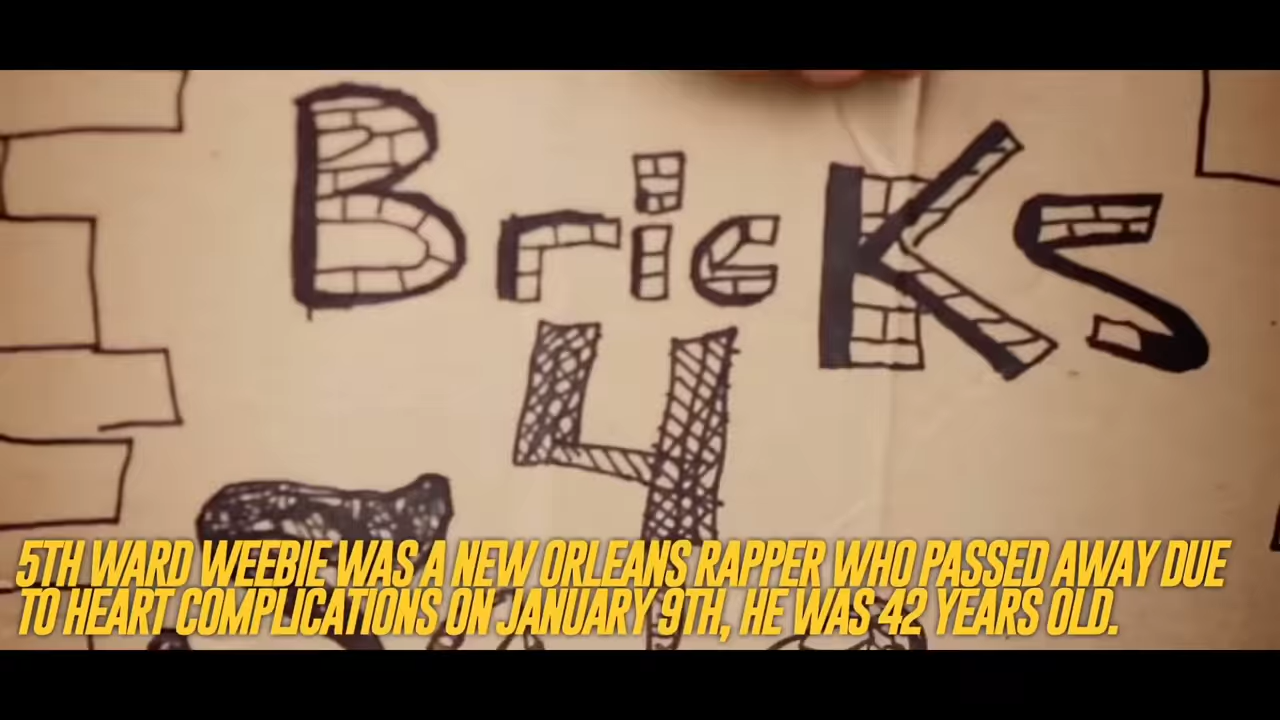 Bricks
4
5TH WARD WEEBIE WAS A NEW ORLEANS RAPPER WHO PASSED AWAY DUE
TO HEART COMPLICATIONS ON JANUARY 9TH, HE WAS 42 YEARS OLD.